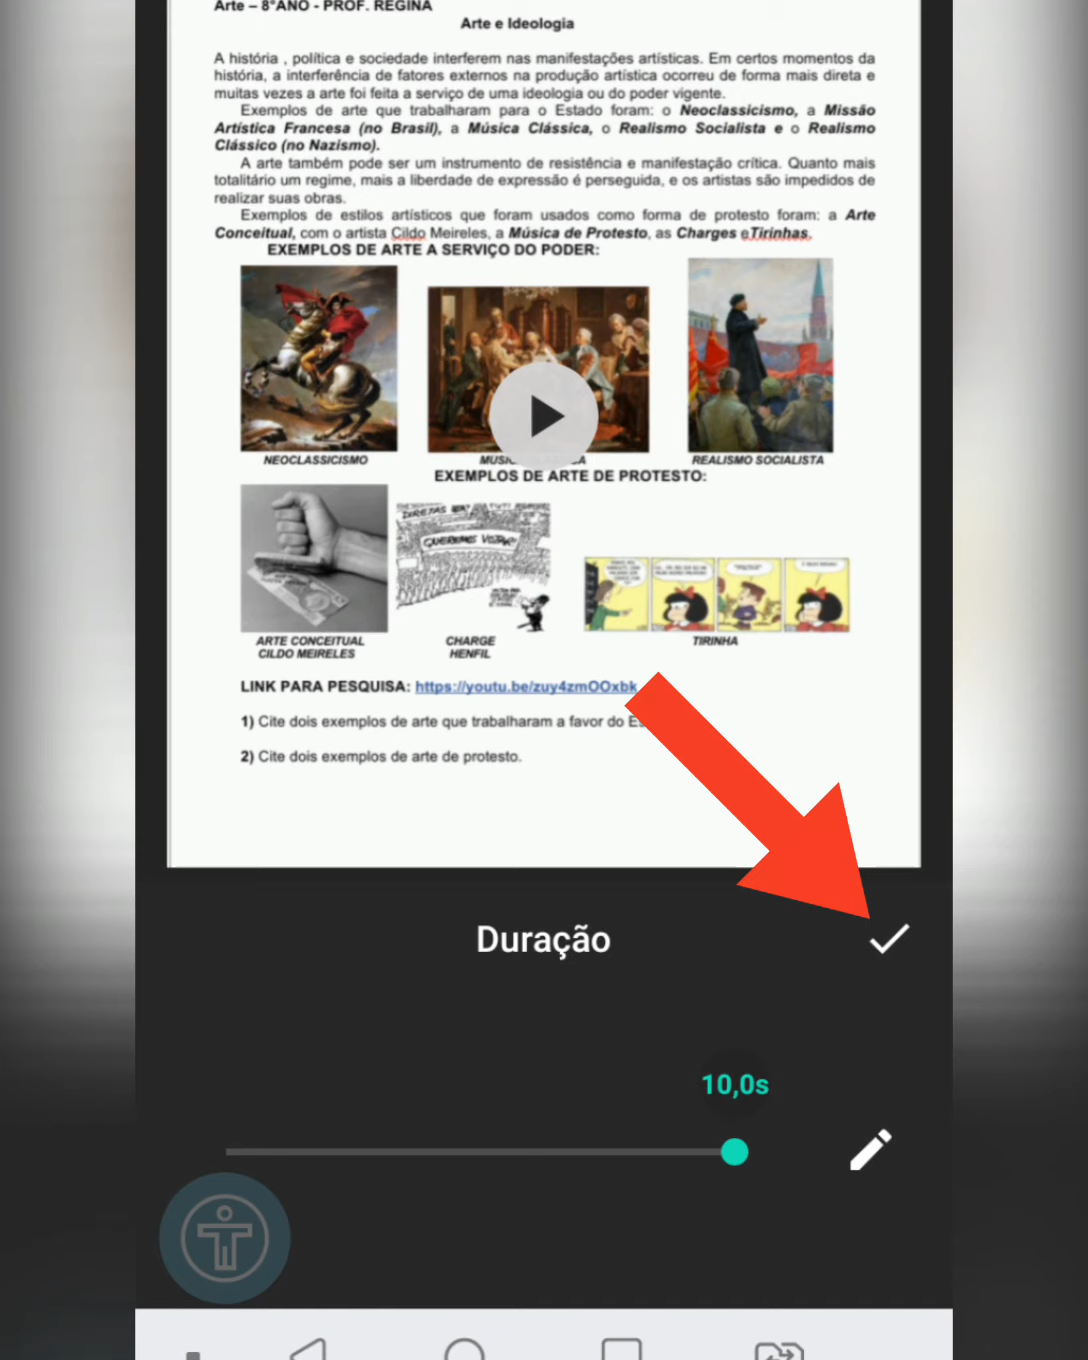 Arte – 8°ANO - PROF. REGINA
Arte e Ideologia
A história , política e sociedade interferem nas manifestações artísticas. Em certos momentos da
história, a interferência de fatores externos na produção artística ocorreu de forma mais direta e
muitas vezes a arte foi feita a serviço de uma ideologia ou do poder vigente.
Exemplos de arte que trabalharam para o Estado foram: o Neoclassicismo, a Missão
Artística Francesa (no Brasil), a Música Clássica, o Realismo Socialista e o Realismo
Clássico (no Nazismo).
A arte também pode ser um instrumento de resistência e manifestação crítica. Quanto mais
totalitário um regime, mais a liberdade de expressão é perseguida, e os artistas são impedidos de
realizar suas obras.
Exemplos de estilos artísticos que foram usados como forma de protesto foram: a Arte
Conceitual, com o artista Cildo Meireles, a Música de Protesto, as Charges eTirinhas.
EXEMPLOS DE ARTE A SERVIÇO DO PODER:
NEOCLASSICISMO
REALISMO SOCIALISTA
EXEMPLOS DE ARTE DE PROTESTO:
DIRETAS
QUEREMOS VOTAR
ARTE CONCEITUAL
CILDO MEIRELES
CHARGE
HENFIL
TIRINHA
LINK PARA PESQUISA: https://youtu.be/zuy4zmOOxbk
1) Cite dois exemplos de arte que trabalharam a favor do
2) Cite dois exemplos de arte de protesto.
Duração
10,0s